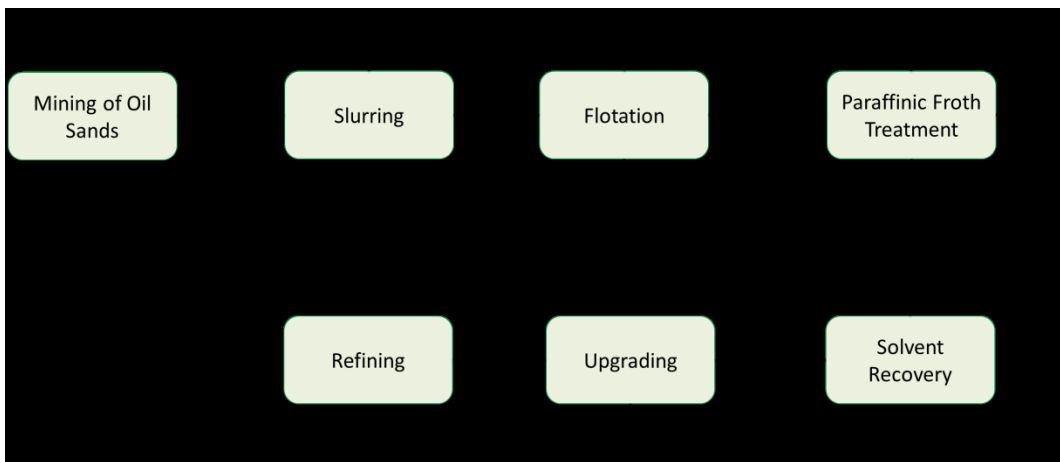 Mining of Oil
Sands
Slurring
Flotation
Paraffinic Froth
Treatment
Refining
Upgrading
Solvent
Recovery